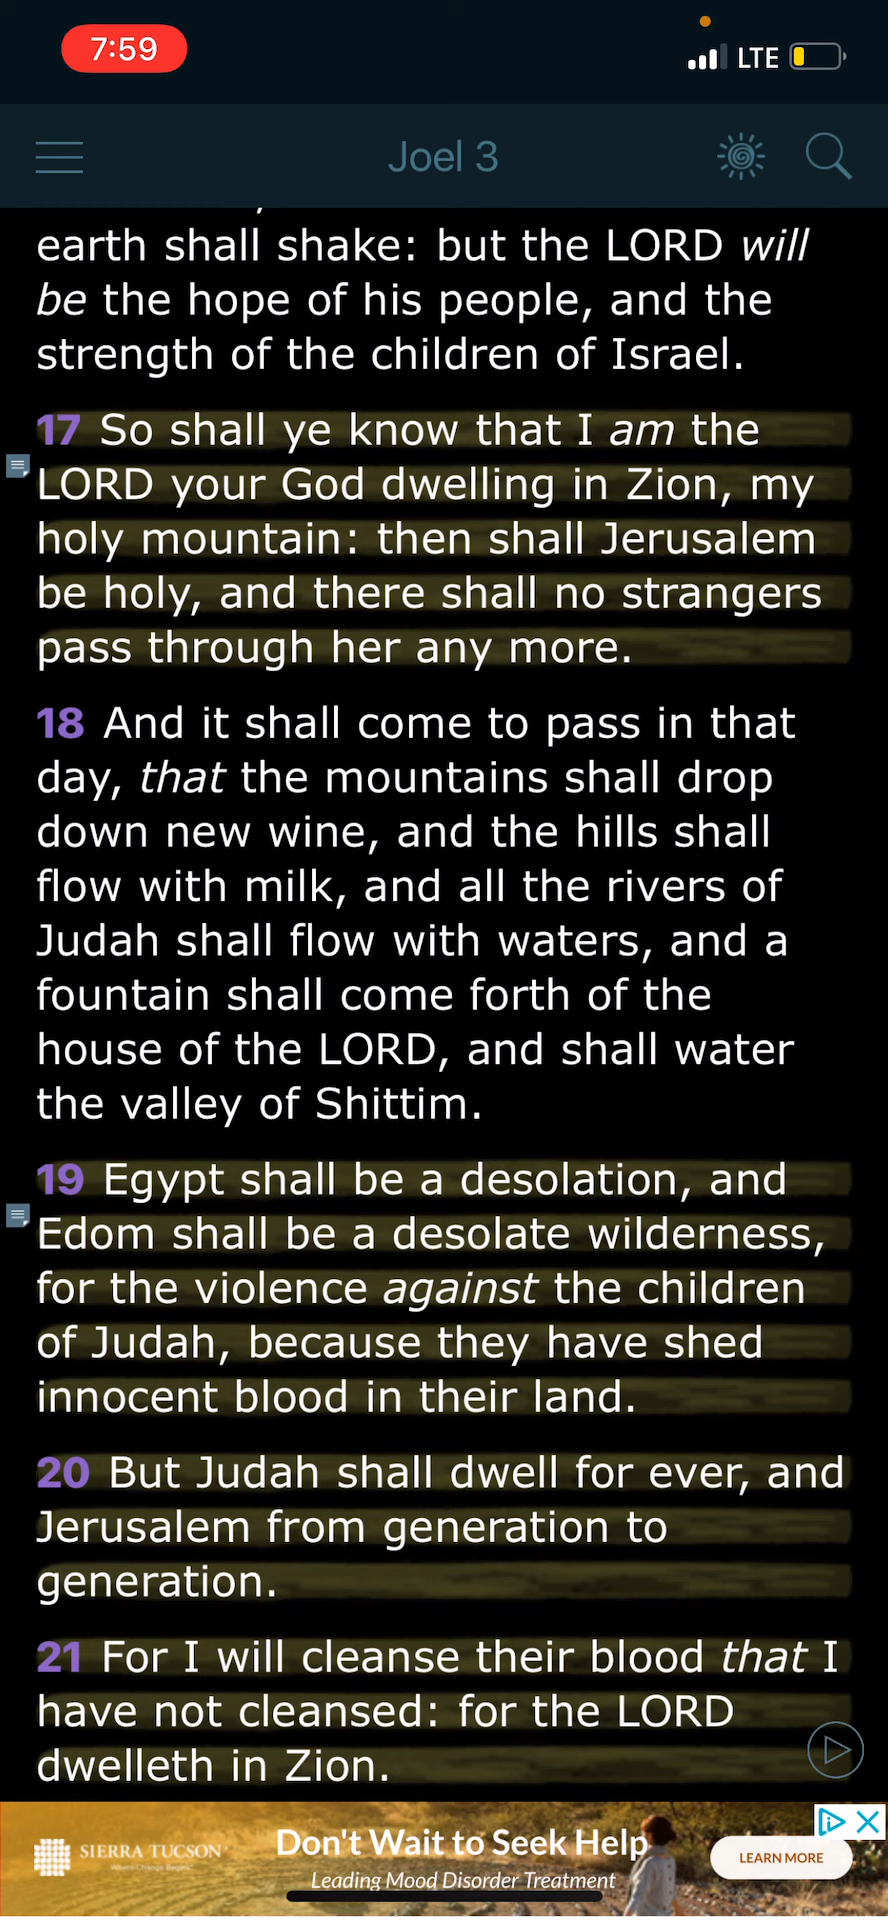 7:59
LTE
Joel 3
earth shall shake: but the LORD will
be the hope of his people, and the
strength of the children of Israel.
17 So shall ye know that I am the
LORD your God dwelling in Zion, my
holy mountain: then shall Jerusalem
be holy, and there shall no strangers
pass through her any more.
18 And it shall come to pass in that
day, that the mountains shall drop
down new wine, and the hills shall
flow with milk, and all the rivers of
Judah shall flow with waters, and a
fountain shall come forth of the
house of the LORD, and shall water
the valley of Shittim.
19 Egypt shall be a desolation, and
Edom shall be a desolate wilderness,
for the violence against the children
of Judah, because they have shed
innocent blood in their land.
20 But Judah shall dwell for ever, and
Jerusalem from generation to
generation.
21 For I will cleanse their blood that I
have not cleansed: for the LORD
dwelleth in Zion.
SIERRA TUCSON
Where Change Begins
Don't Wait to Seek Help
Leading Mood Disorder Treatment
LEARN MORE